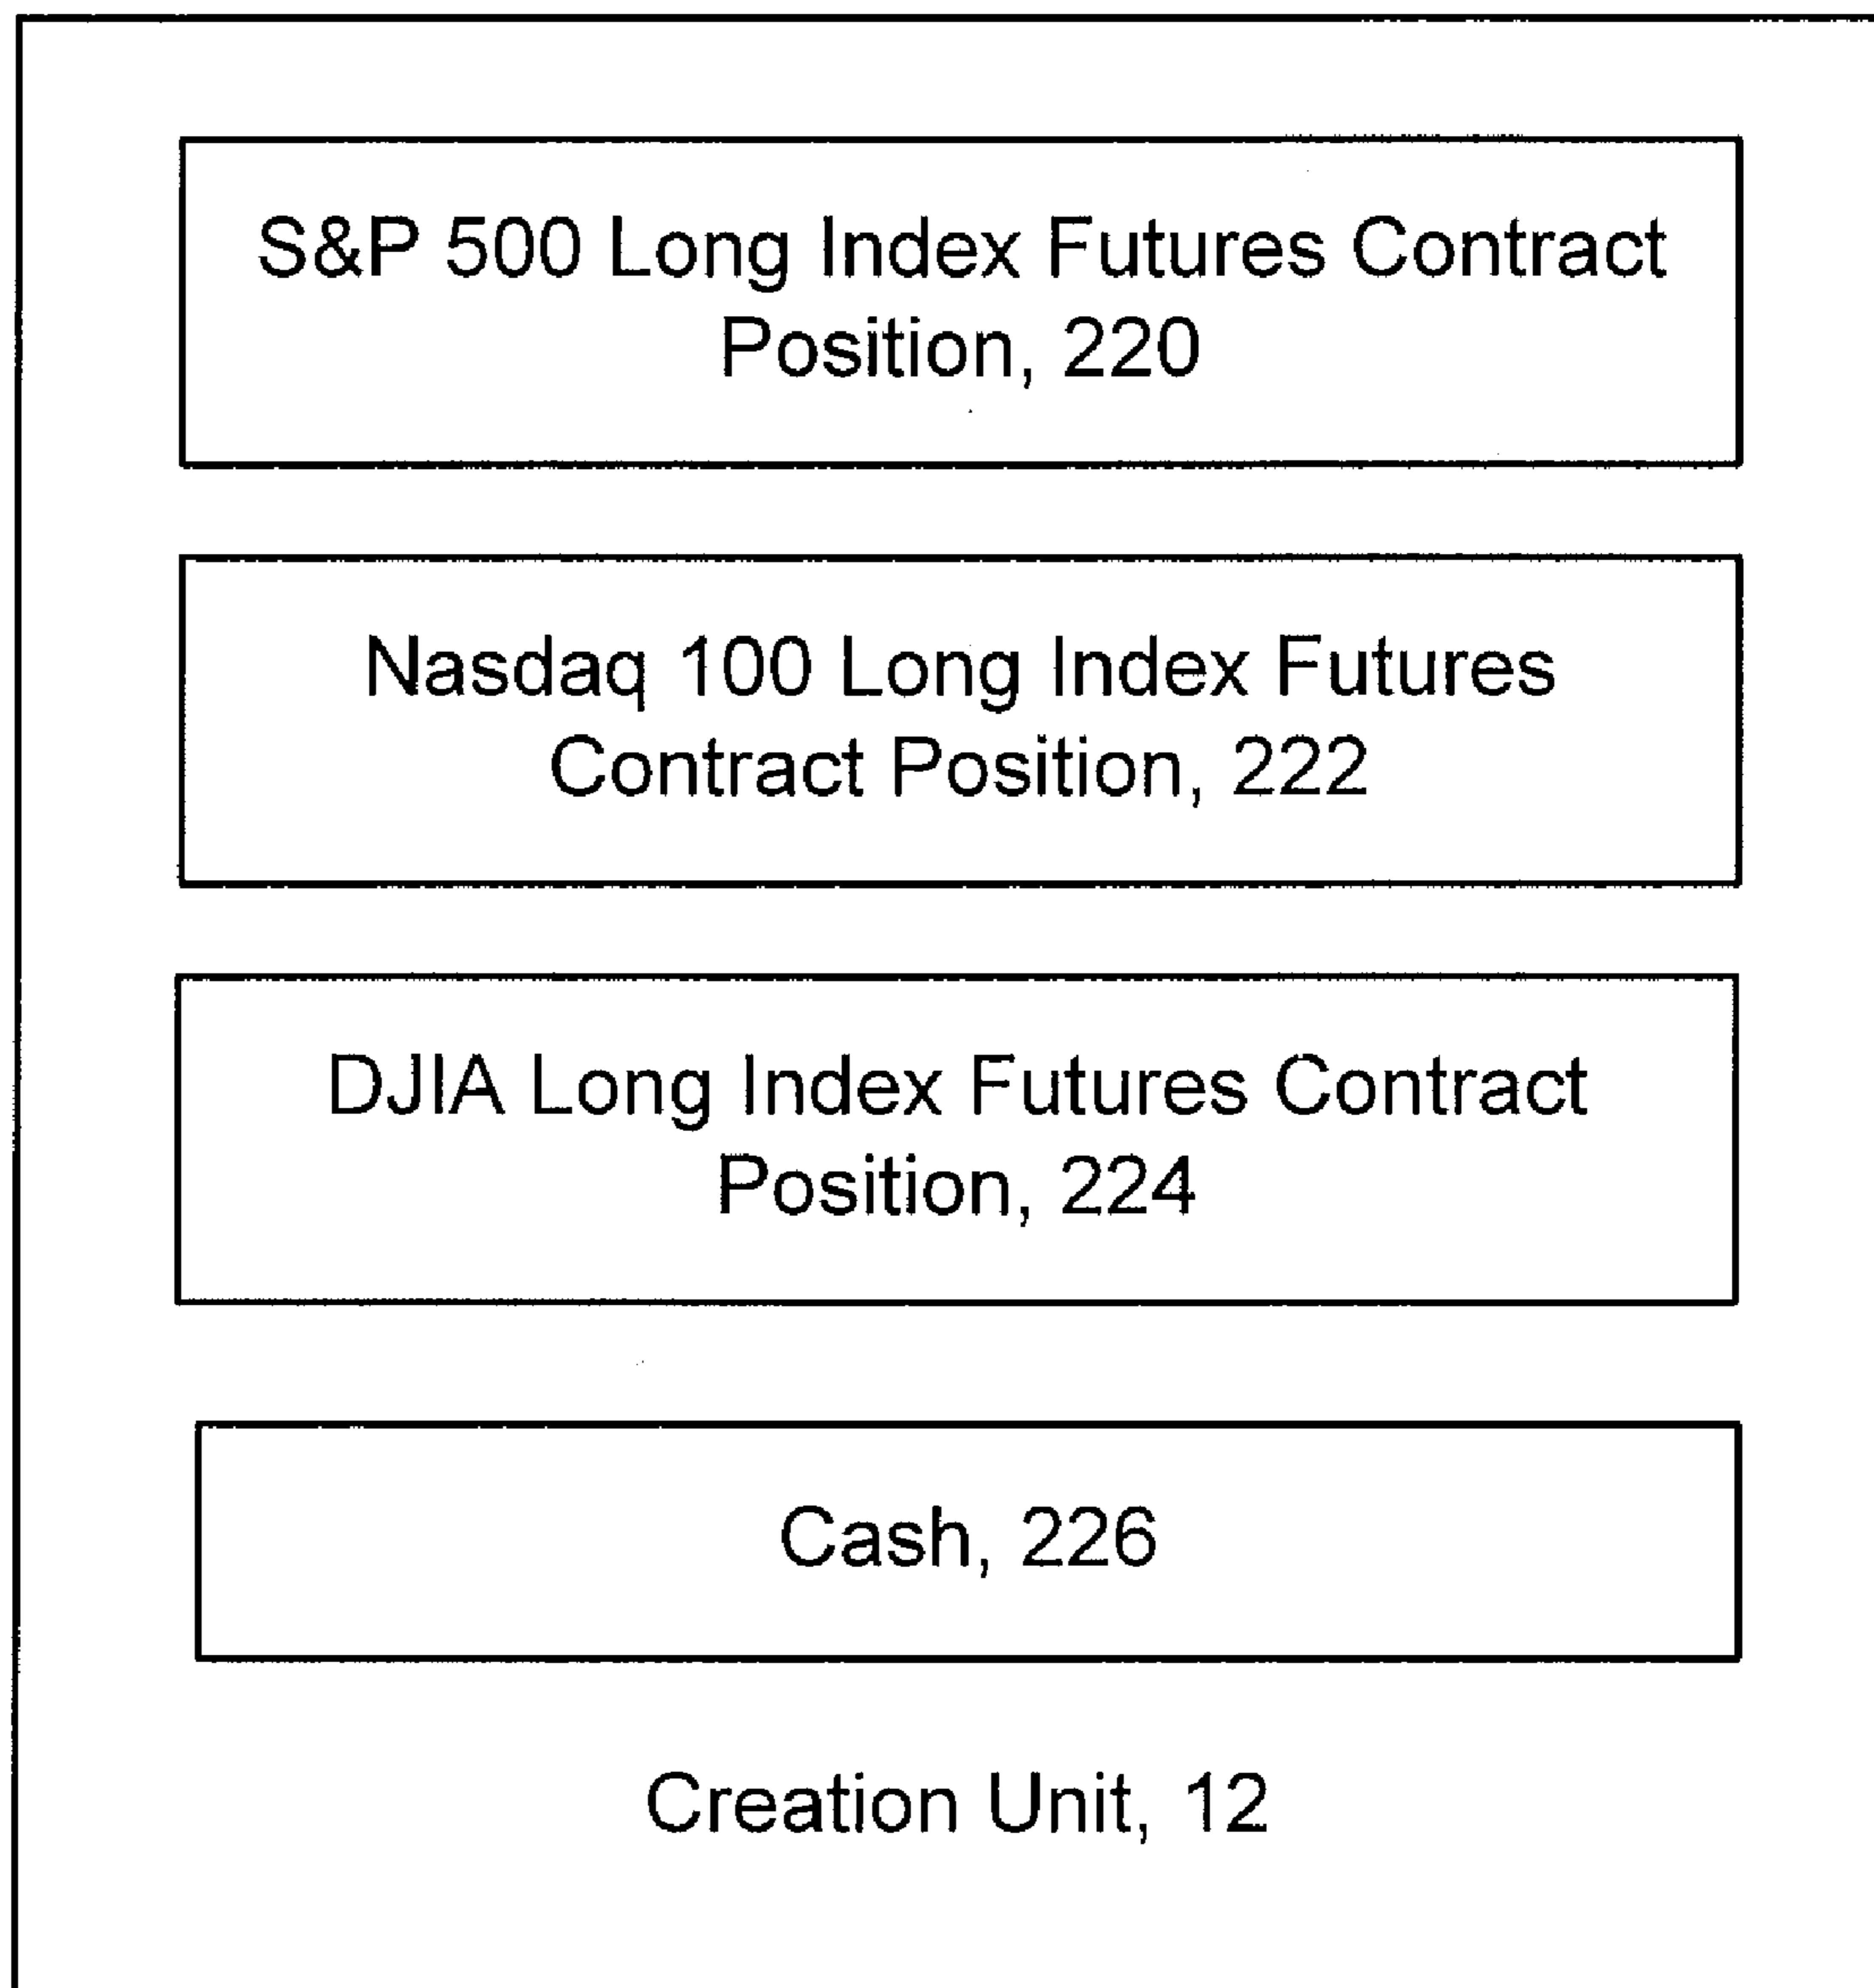 S&P 500 Long Index Futures Contract
Position, 220
Nasdaq 100 Long Index Futures
Contract Position, 222
DJIA Long Index Futures Contract
Position, 224
Cash, 226
Creation Unit, 12